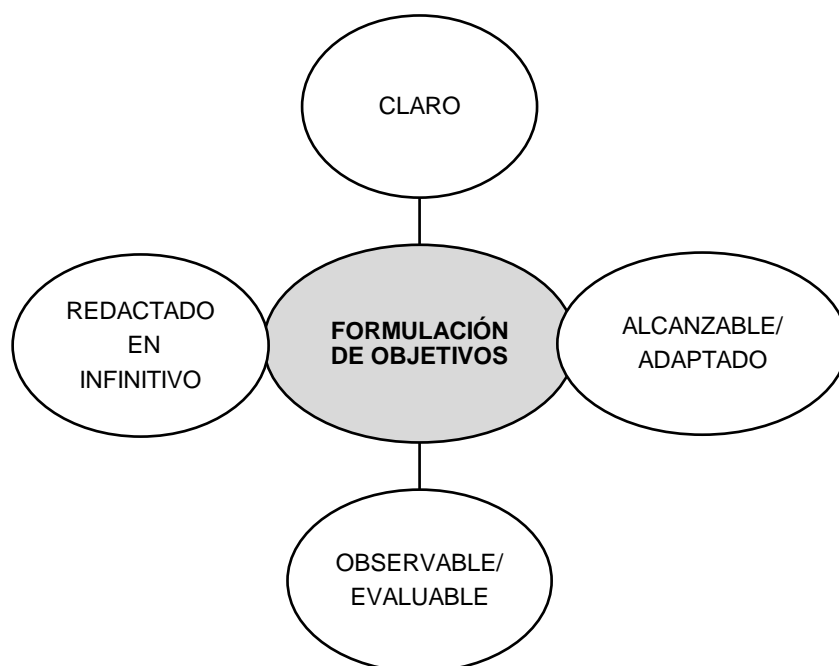 CLARO
REDACTADO
EN
INFINITIVO
FORMULACIÓN
DE OBJETIVOS
ALCANZABLE/
ADAPTADO
OBSERVABLE/
EVALUABLE